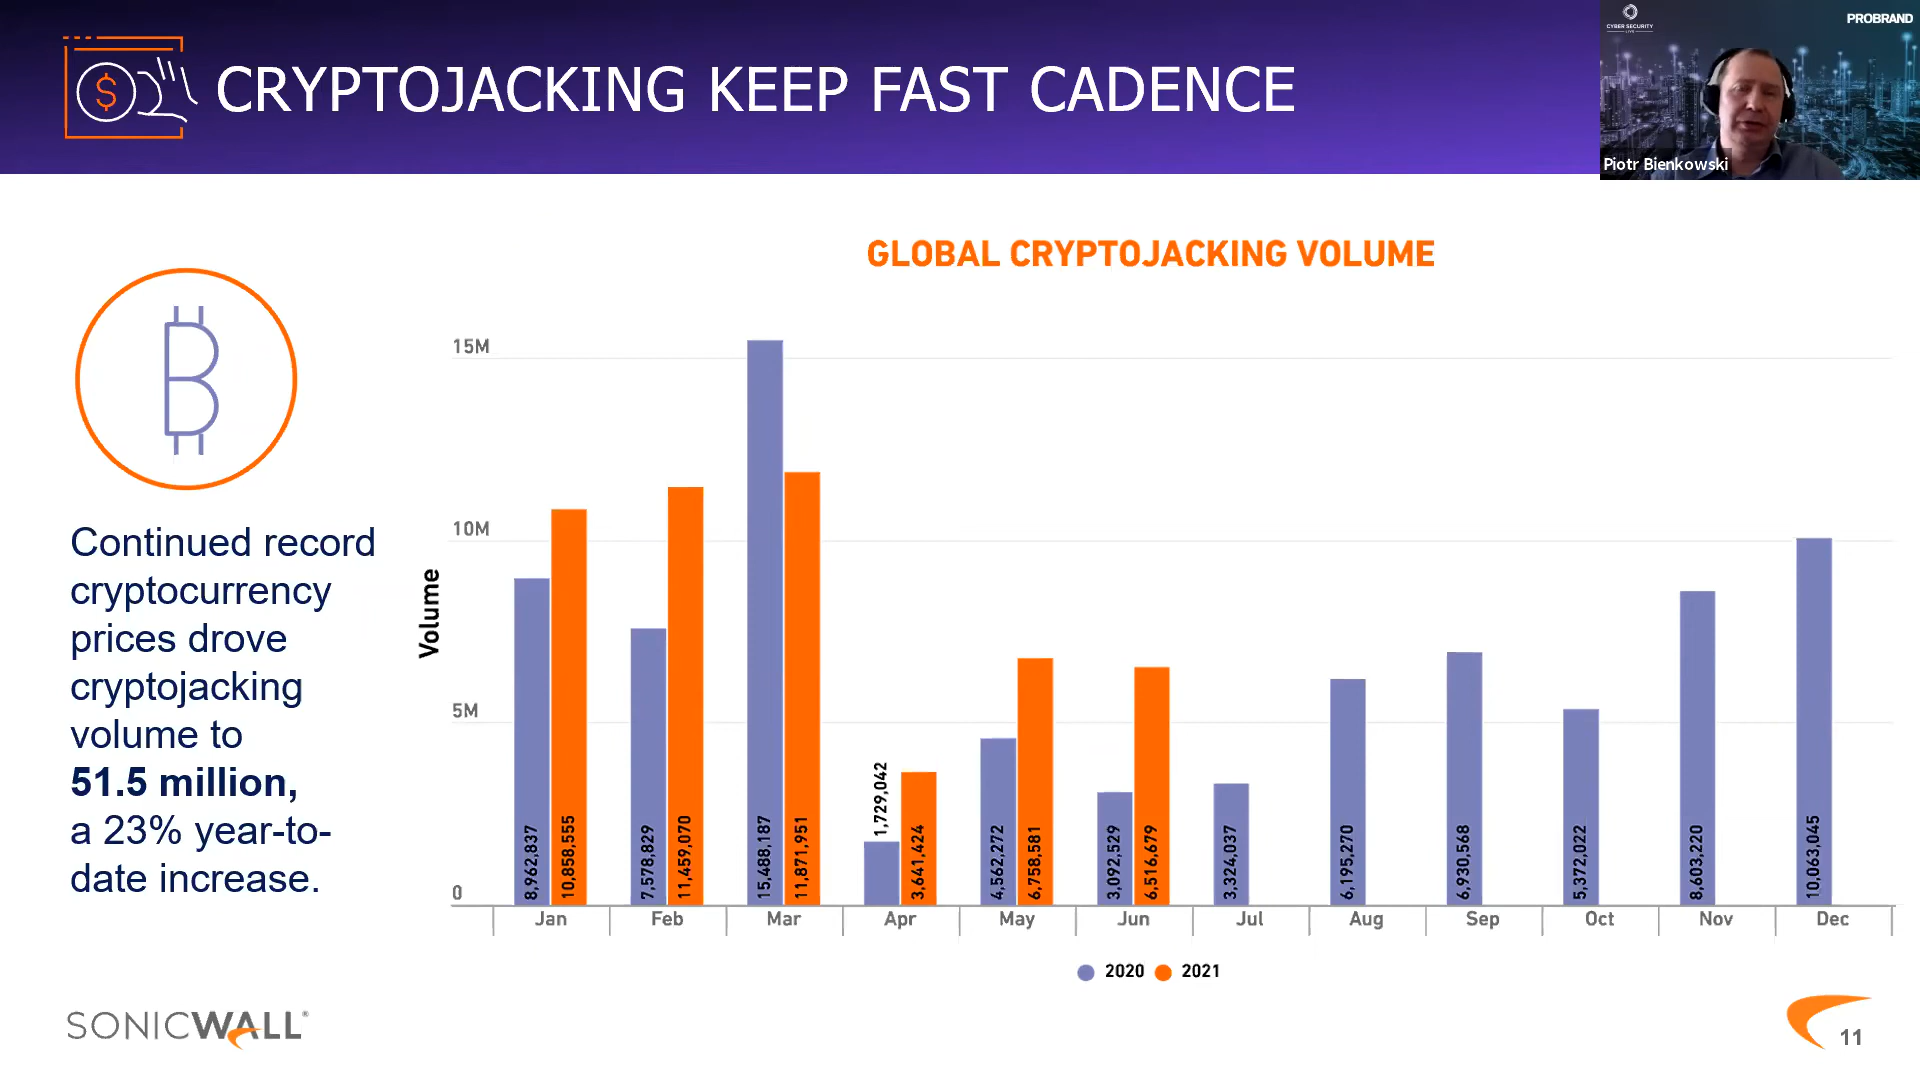 CRYPTOJACKING KEEP FAST CADENCE
CYBER SECURITY
LIVE
PROBRAND
Piotr Bienkowski
GLOBAL CRYPTOJACKING VOLUME
Continued record
cryptocurrency
prices drove
cryptojacking
volume to
51.5 million,
a 23% year-to-
date increase.
Volume
15M
10M
5M
0
8,962,837
10,858,555
7,578,829
11,459,070
15,488,187
11,871,951
1,729,042
3,641,424
4,562,272
6,758,581
3,092,529
6,516,679
3,324,037
6,195,270
6,930,568
5,372,022
8,603,220
10,063,045
Jan Feb Mar Apr May Jun Jul Aug Sep Oct Nov Dec
2020 2021
SONICWALL®
11